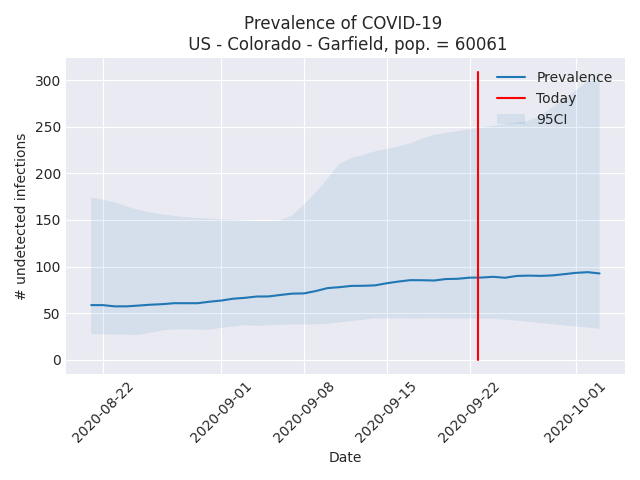 Prevalence of COVID-19
US - Colorado - Garfield, pop. = 60061
Prevalence
Today
95CI
300
250
200
150
100
50
0
# undetected infections
2020-08-22
2020-09-01
2020-09-08
2020-09-15
2020-09-22
2020-10-01
Date